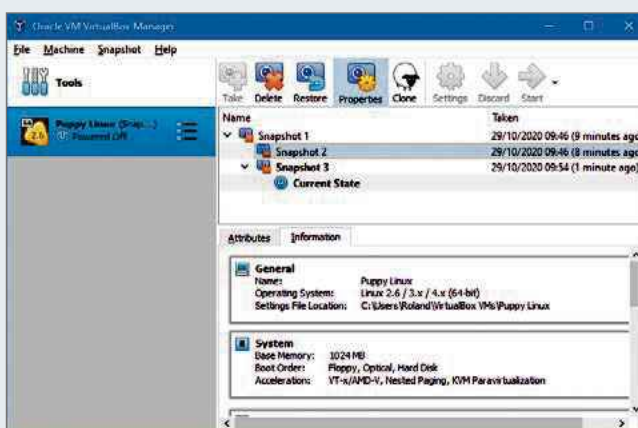 Oracle VM VirtualBox Manager
File Machine Snapshot Help
Tools
Take Delete Restore Properties Clone Settings Discard Start
Puppy Linux (Snap...)
Powered Off
2.6
Name Taken
Snapshot 1 29/10/2020 09:46 (9 minutes ago)
Snapshot 2 29/10/2020 09:46 (8 minutes ago)
Snapshot 3 29/10/2020 09:54 (1 minute ago)
Current State
Attributes Information
General
Name: Puppy Linux
Operating System: Linux 2.6 / 3.x / 4.x (64-bit)
Settings File Location: C:\Users\Roland\VirtualBox VMs\Puppy Linux
System
Base Memory: 1024 MB
Boot Order: Floppy, Optical, Hard Disk
Acceleration: VT-x/AMD-V, Nested Paging, KVM Paravirtualization